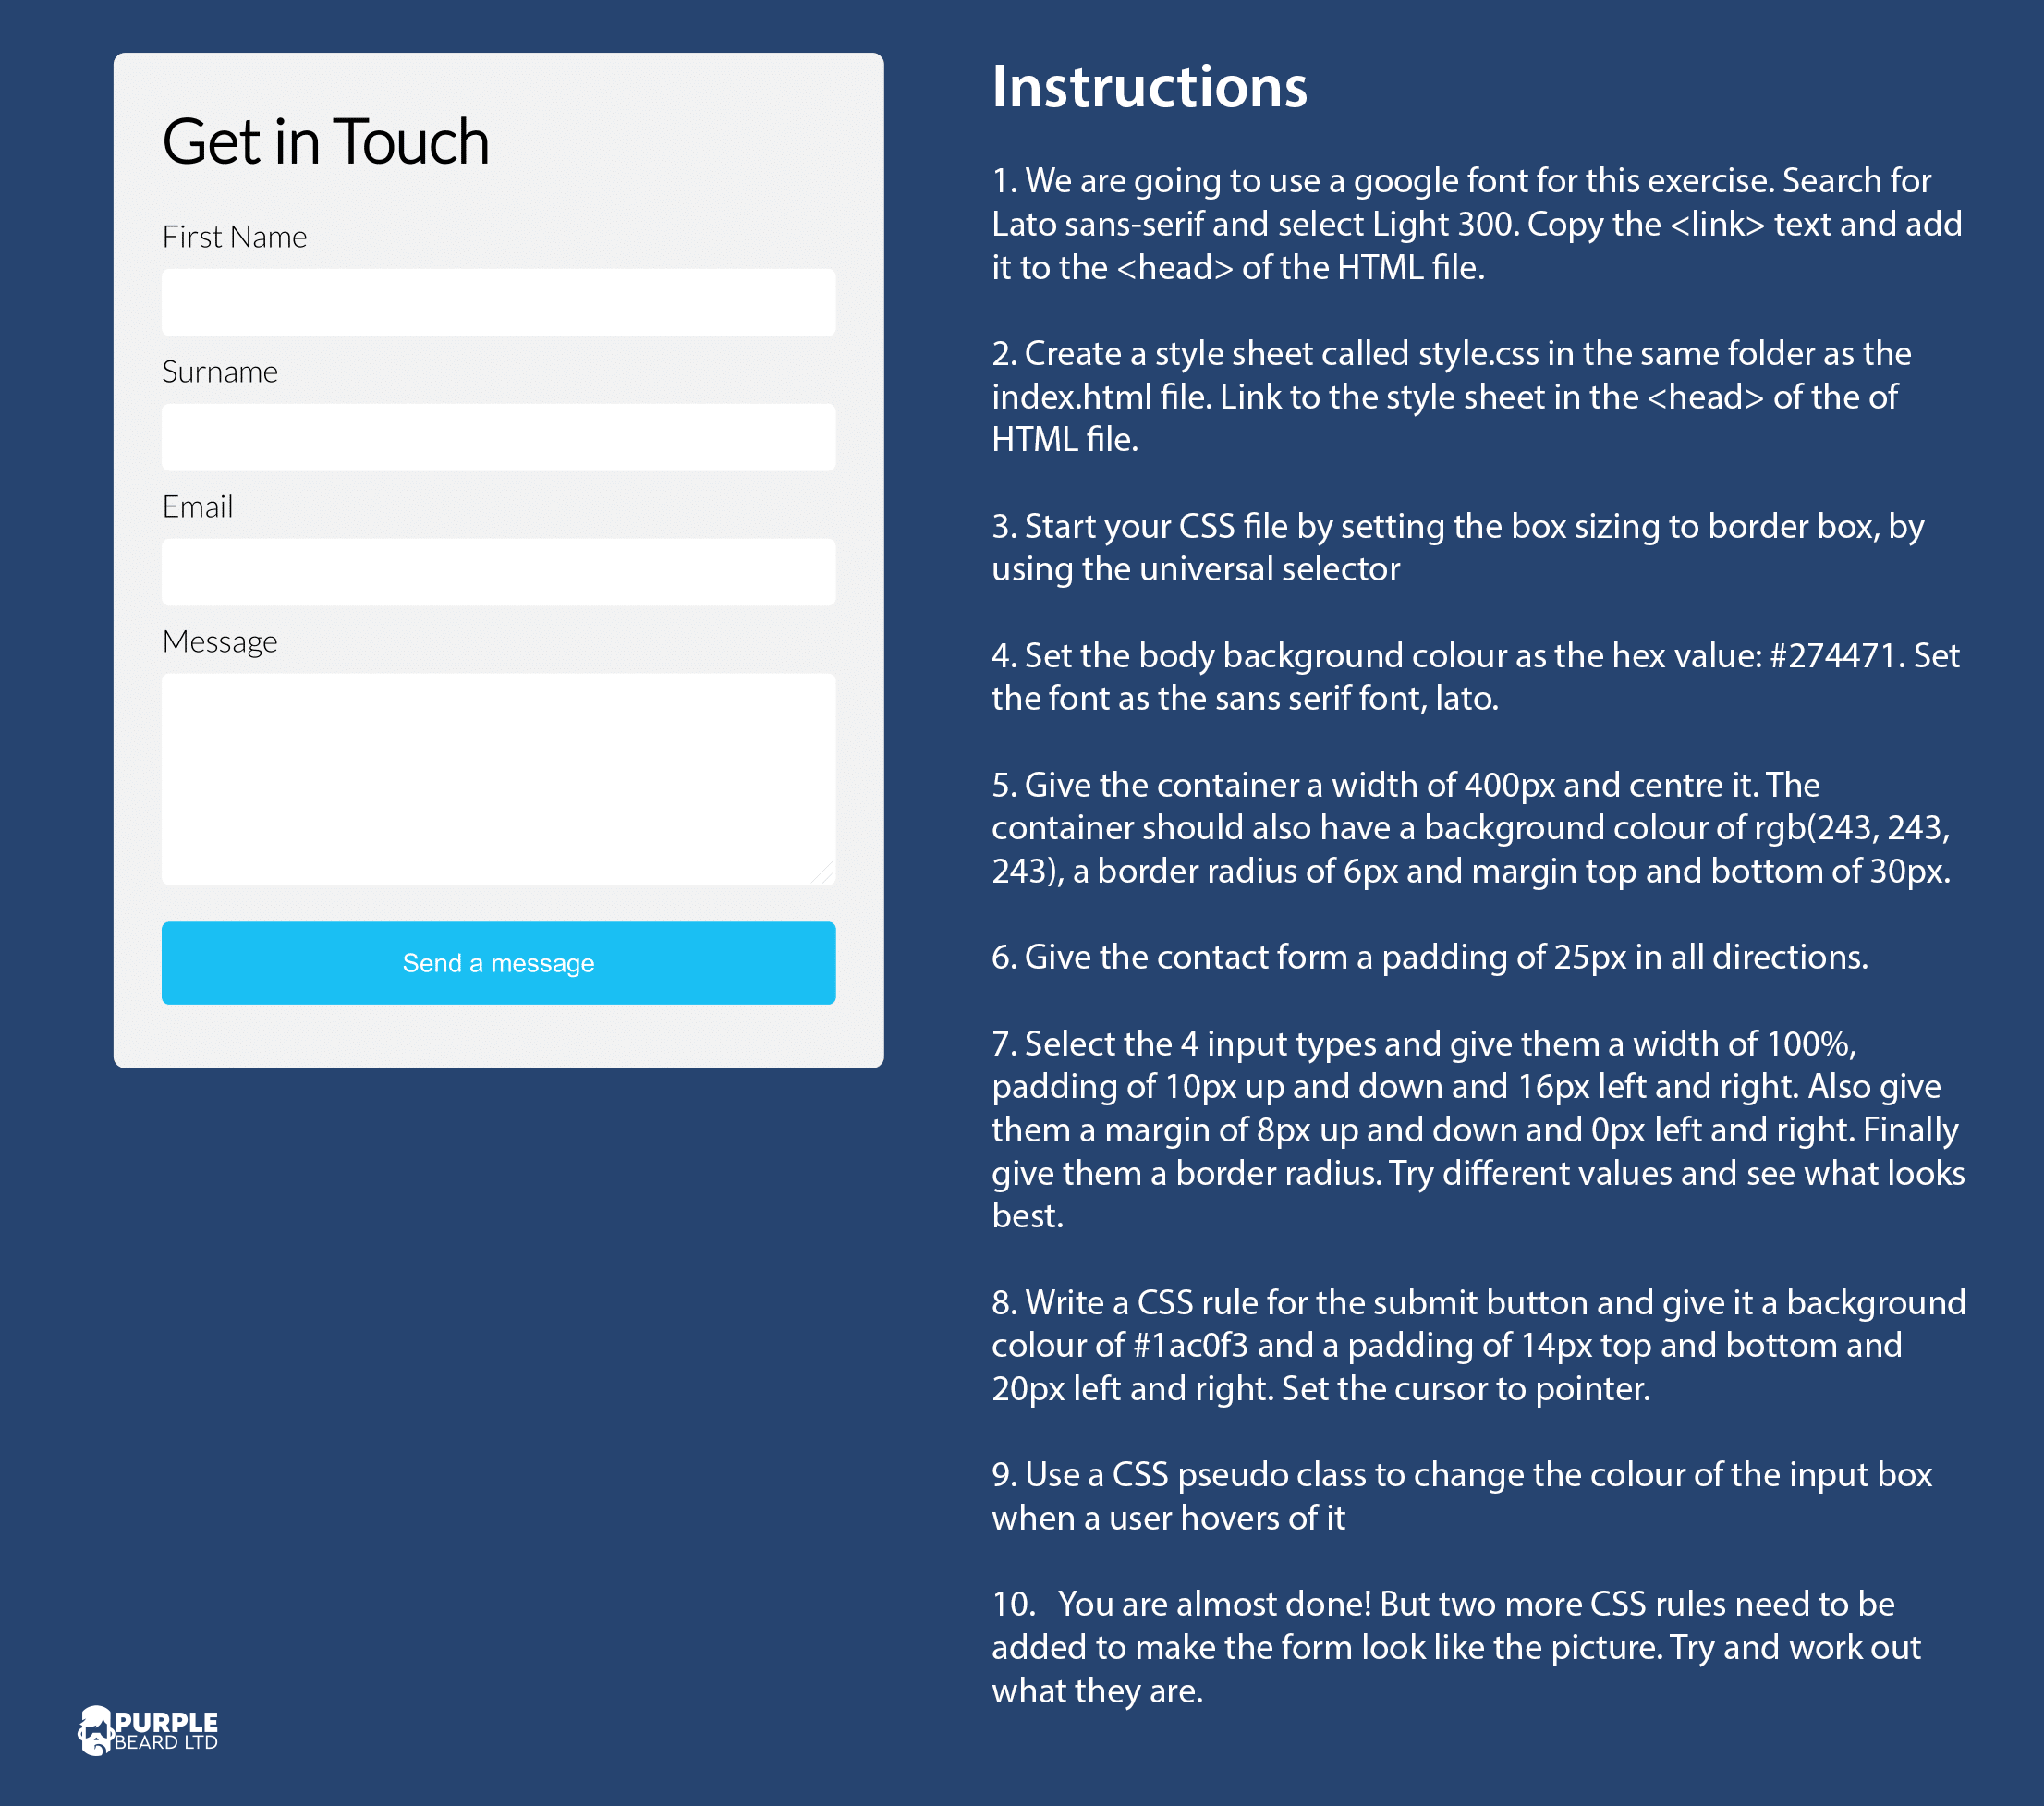 Get in Touch
First Name
Surname
Email
Message
Send a message
Instructions
1. We are going to use a google font for this exercise. Search for
Lato sans-serif and select Light 300. Copy the <link> text and add
it to the <head> of the HTML file.
2. Create a style sheet called style.css in the same folder as the
index.html file. Link to the style sheet in the <head> of the of
HTML file.
3. Start your CSS file by setting the box sizing to border box, by
using the universal selector
4. Set the body background colour as the hex value: #274471. Set
the font as the sans serif font, lato.
5. Give the container a width of 400px and centre it. The
container should also have a background colour of rgb(243, 243,
243), a border radius of 6px and margin top and bottom of 30px.
6. Give the contact form a padding of 25px in all directions.
7. Select the 4 input types and give them a width of 100%,
padding of 10px up and down and 16px left and right. Also give
them a margin of 8px up and down and 0px left and right. Finally
give them a border radius. Try different values and see what looks
best.
8. Write a CSS rule for the submit button and give it a background
colour of #1ac0f3 and a padding of 14px top and bottom and
20px left and right. Set the cursor to pointer.
9. Use a CSS pseudo class to change the colour of the input box
when a user hovers of it
10. You are almost done! But two more CSS rules need to be
added to make the form look like the picture. Try and work out
what they are.
PURPLE
BEARD LTD